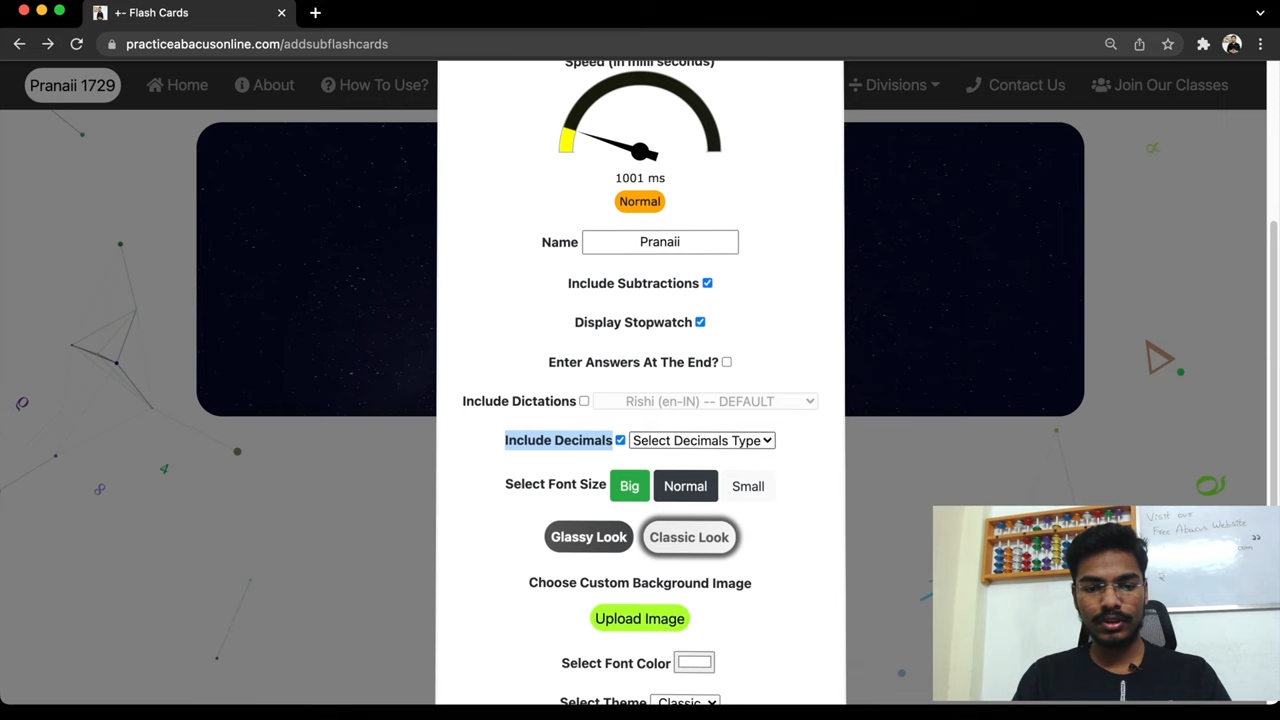 +- Flash Cards
practiceabacusonline.com/addsubflashcards
Pranaii 1729 Home About How To Use? Divisions Contact Us Join Our Classes
Speed (in milli seconds)
1001 ms
Normal
Name Pranaii
Include Subtractions
Display Stopwatch
Enter Answers At The End?
Include Dictations Rishi (en-IN) -- DEFAULT
Include Decimals Select Decimals Type
Select Font Size Big Normal Small
Glassy Look Classic Look
Choose Custom Background Image
Upload Image
Select Font Color
Select Theme Classic
Visit our
Free Abacus Website